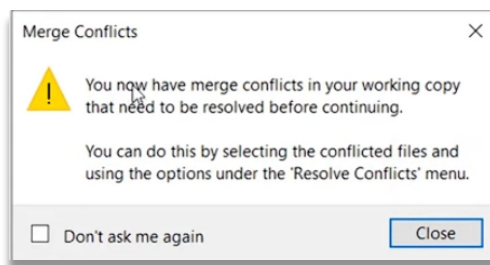 Merge Conflicts
You now have merge conflicts in your working copy
that need to be resolved before continuing.
You can do this by selecting the conflicted files and
using the options under the 'Resolve Conflicts' menu.
Don't ask me again
Close